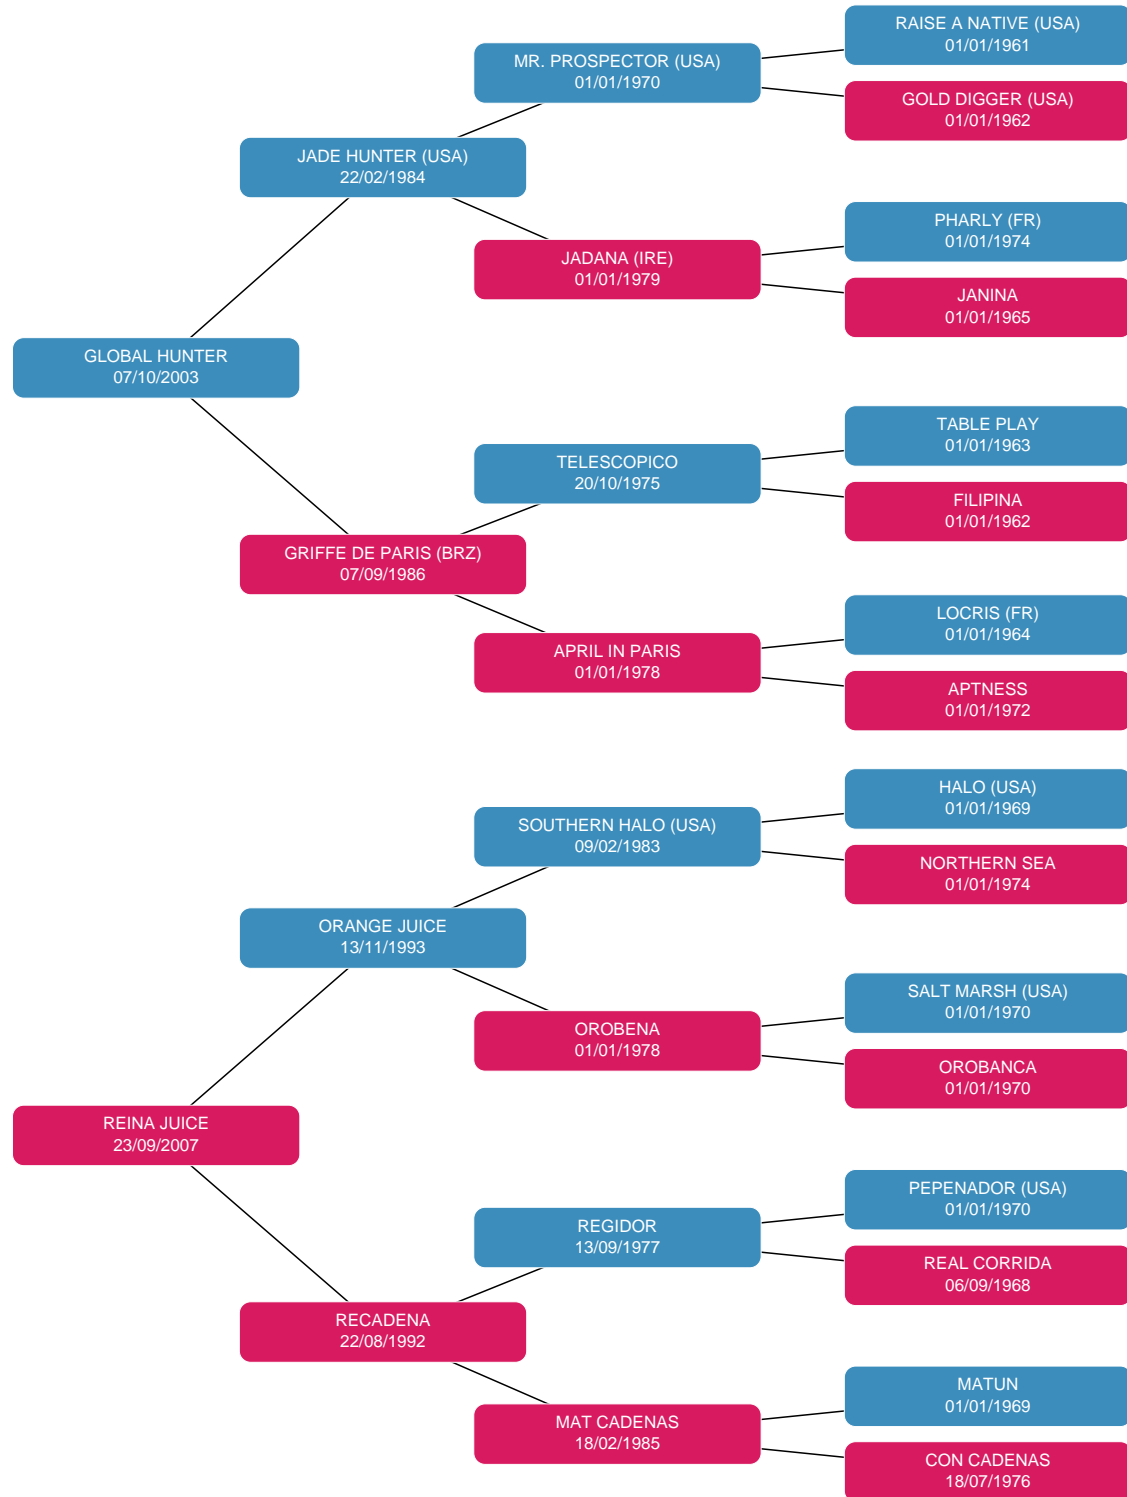 RAISE A NATIVE (USA)
01/01/1961
MR. PROSPECTOR (USA)
01/01/1970
GOLD DIGGER (USA)
01/01/1962
JADE HUNTER (USA)
22/02/1984
PHARLY (FR)
01/01/1974
JADANA (IRE)
01/01/1979
JANINA
01/01/1965
GLOBAL HUNTER
07/10/2003
TABLE PLAY
01/01/1963
TELESCOPICO
20/10/1975
FILIPINA
01/01/1962
GRIFFE DE PARIS (BRZ)
07/09/1986
LOCRIS (FR)
01/01/1964
APRIL IN PARIS
01/01/1978
APTNESS
01/01/1972
HALO (USA)
01/01/1969
SOUTHERN HALO (USA)
09/02/1983
NORTHERN SEA
01/01/1974
ORANGE JUICE
13/11/1993
SALT MARSH (USA)
01/01/1970
OROBENA
01/01/1978
OROBANCA
01/01/1970
REINA JUICE
23/09/2007
PEPENADOR (USA)
01/01/1970
REGIDOR
13/09/1977
REAL CORRIDA
06/09/1968
RECADENA
22/08/1992
MATUN
01/01/1969
MAT CADENAS
18/02/1985
CON CADENAS
18/07/1976